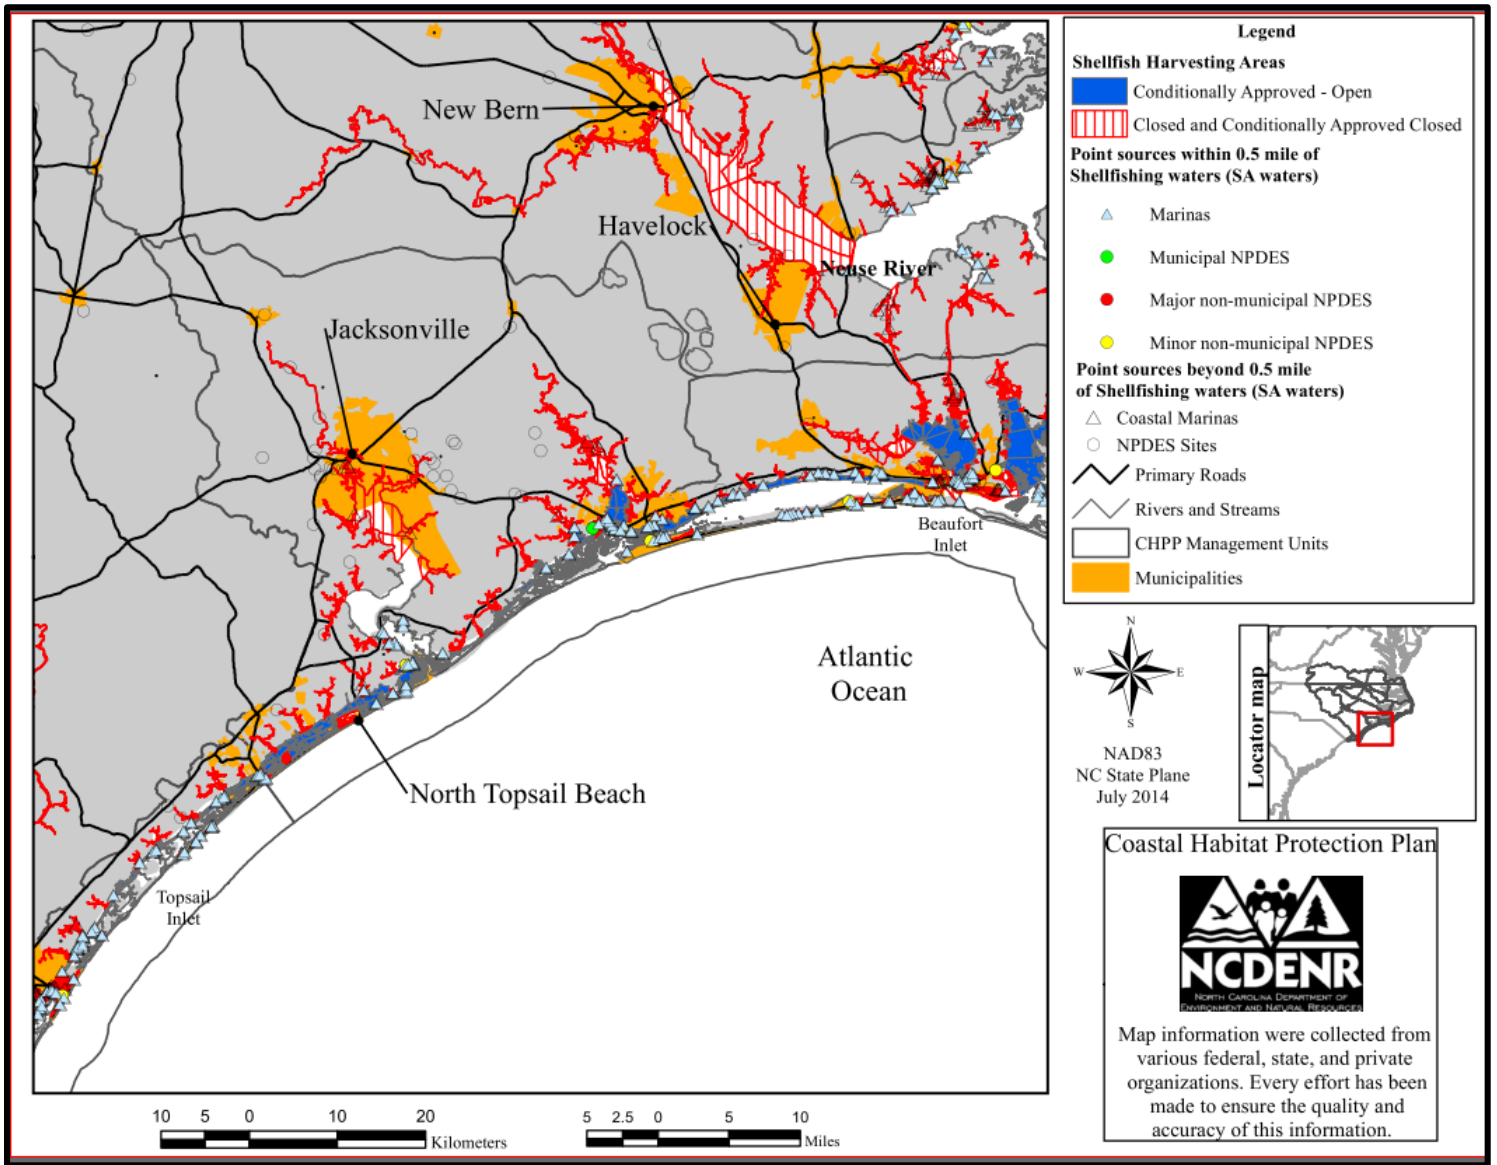 New Bern
Havelock
Neuse River
Jacksonville
Beaufort
Inlet
Atlantic
Ocean
North Topsail Beach
Topsail
Inlet
10 5 0 10 20
Kilometers
5 2.5 0 5 10
Miles
Legend
Shellfish Harvesting Areas
Conditionally Approved - Open
Closed and Conditionally Approved Closed
Point sources within 0.5 mile of
Shellfishing waters (SA waters)
Marinas
Municipal NPDES
Major non-municipal NPDES
Minor non-municipal NPDES
Point sources beyond 0.5 mile
of Shellfishing waters (SA waters)
Coastal Marinas
NPDES Sites
Primary Roads
Rivers and Streams
CHPP Management Units
Municipalities
N
W E
S
NAD83
NC State Plane
July 2014
Locator map
Coastal Habitat Protection Plan
NCDENR
North Carolina Department of
Environment and Natural Resources
Map information were collected from
various federal, state, and private
organizations. Every effort has been
made to ensure the quality and
accuracy of this information.